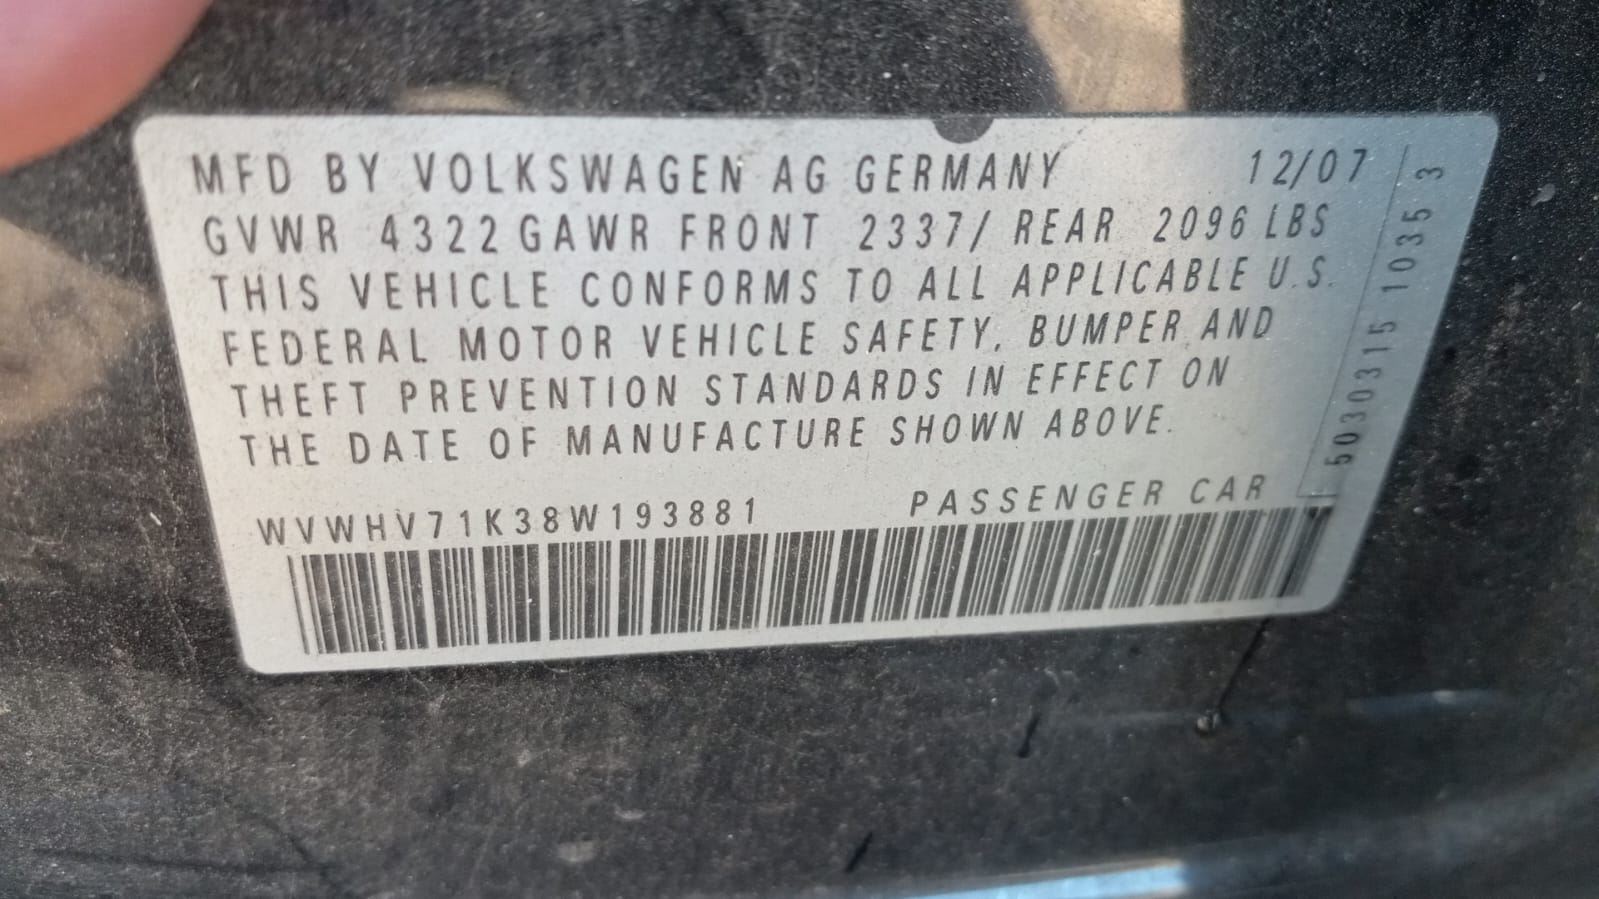 MFD BY VOLKSWAGEN AG GERMANY 12/07
GVWR 4322 GAWR FRONT 2337/ REAR 2096 LBS
THIS VEHICLE CONFORMS TO ALL APPLICABLE U.S.
FEDERAL MOTOR VEHICLE SAFETY, BUMPER AND
THEFT PREVENTION STANDARDS IN EFFECT ON
THE DATE OF MANUFACTURE SHOWN ABOVE.
WVWHV71K38W193881 PASSENGER CAR
5030315 1035 3